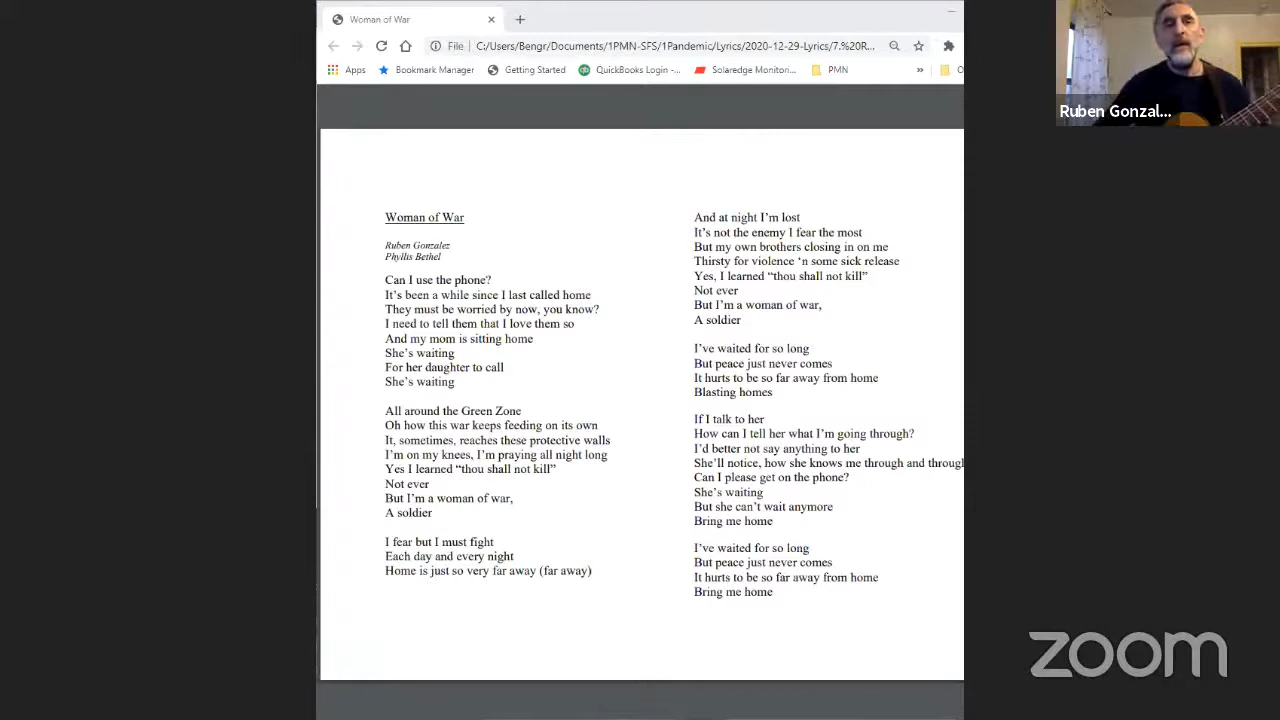 Woman of War
File
C:/Users/Bengr/Documents/1PMN-SFS/1Pandemic/Lyrics/2020-12-29-Lyrics/7.%20R...
Apps
Bookmark Manager
Getting Started
QuickBooks Login -...
Solaredge Monitori...
PMN
»
O
Ruben Gonzal...
Woman of War
Ruben Gonzalez
Phyllis Bethel
Can I use the phone?
It's been a while since I last called home
They must be worried by now, you know?
I need to tell them that I love them so
And my mom is sitting home
She's waiting
For her daughter to call
She's waiting
All around the Green Zone
Oh how this war keeps feeding on its own
It, sometimes, reaches these protective walls
I'm on my knees, I'm praying all night long
Yes I learned “thou shall not kill”
Not ever
But I'm a woman of war,
A soldier
I fear but I must fight
Each day and every night
Home is just so very far away (far away)
And at night I'm lost
It's not the enemy I fear the most
But my own brothers closing in on me
Thirsty for violence ‘n some sick release
Yes, I learned “thou shall not kill”
Not ever
But I'm a woman of war,
A soldier
I've waited for so long
But peace just never comes
It hurts to be so far away from home
Blasting homes
If I talk to her
How can I tell her what I'm going through?
I'd better not say anything to her
She'll notice, how she knows me through and through
Can I please get on the phone?
She's waiting
But she can't wait anymore
Bring me home
I've waited for so long
But peace just never comes
It hurts to be so far away from home
Bring me home
zoom